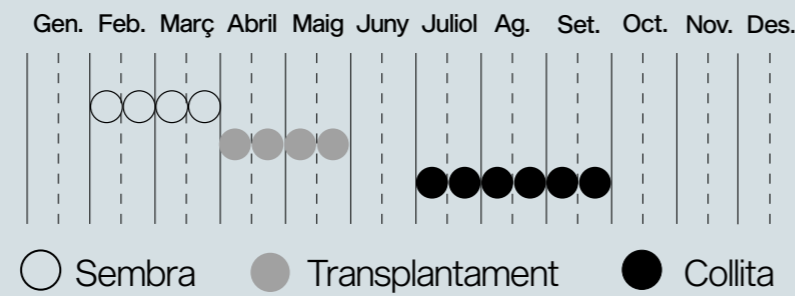 Gen. Feb. Març Abril Maig Juny Juliol Ag. Set. Oct. Nov. Des.
Sembra Transplantament Collita